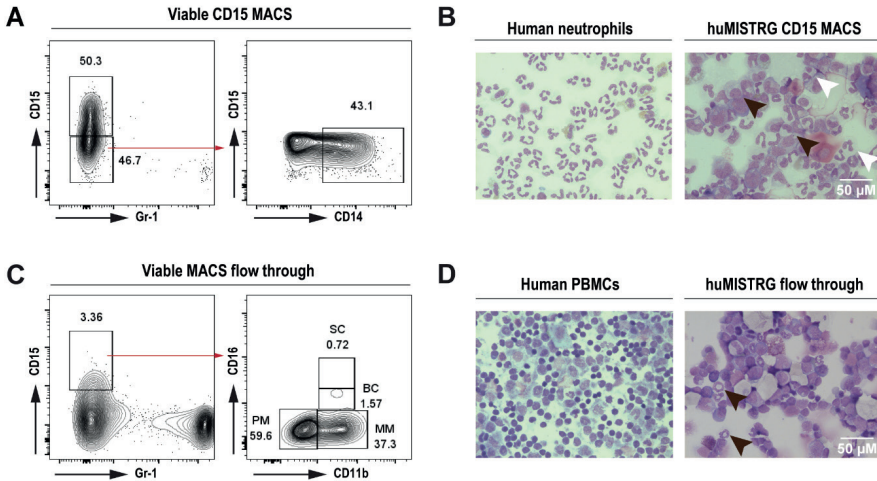 A
Viable CD15 MACS
50.3
46.7
CD15
Gr-1
43.1
CD15
CD14
B
Human neutrophils
huMISTRG CD15 MACS
50 µM
C
Viable MACS flow through
3.36
CD15
Gr-1
SC
0.72
BC
1.57
PM
59.6
MM
37.3
CD16
CD11b
D
Human PBMCs
huMISTRG flow through
50 µM